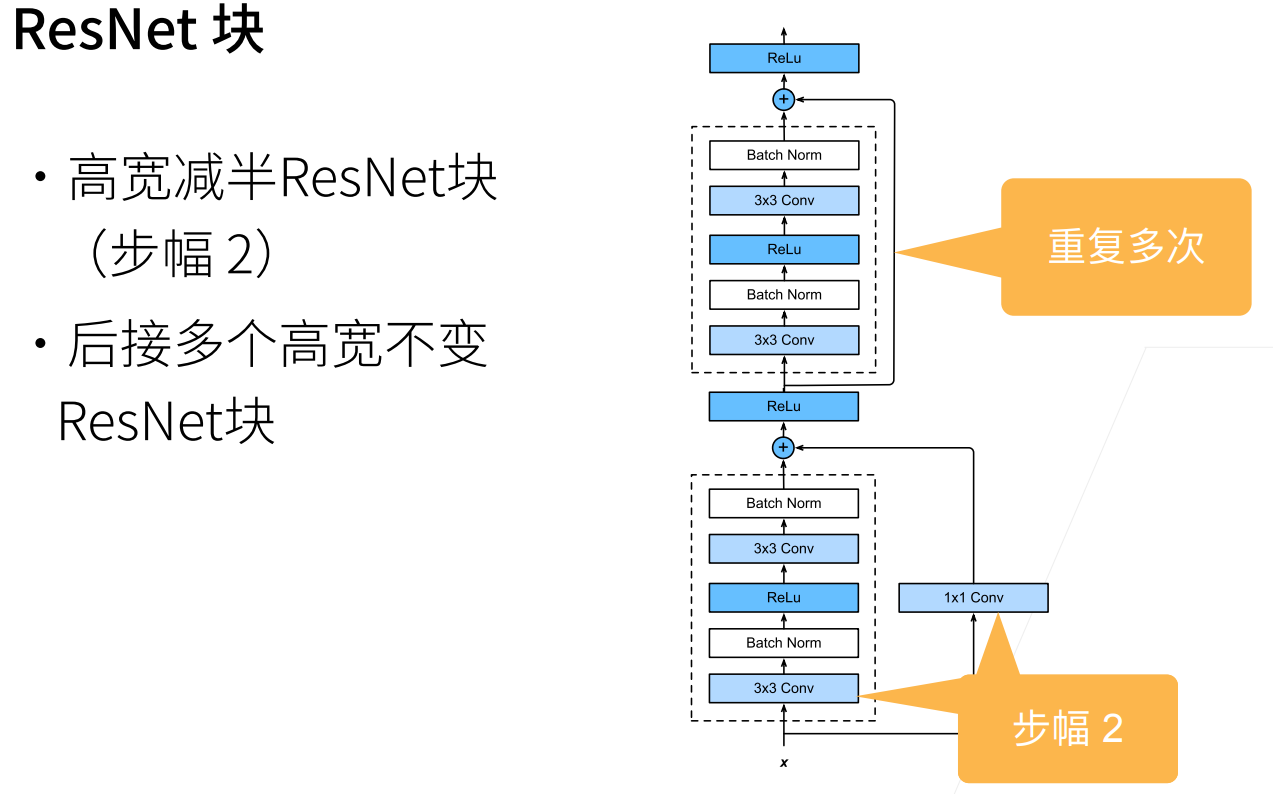 ResNet 块
• 高宽减半ResNet块
（步幅 2）
• 后接多个高宽不变
ResNet块
ReLu
+
Batch Norm
3x3 Conv
ReLu
Batch Norm
3x3 Conv
重复多次
ReLu
+
Batch Norm
3x3 Conv
ReLu
Batch Norm
3x3 Conv
1x1 Conv
步幅 2
x